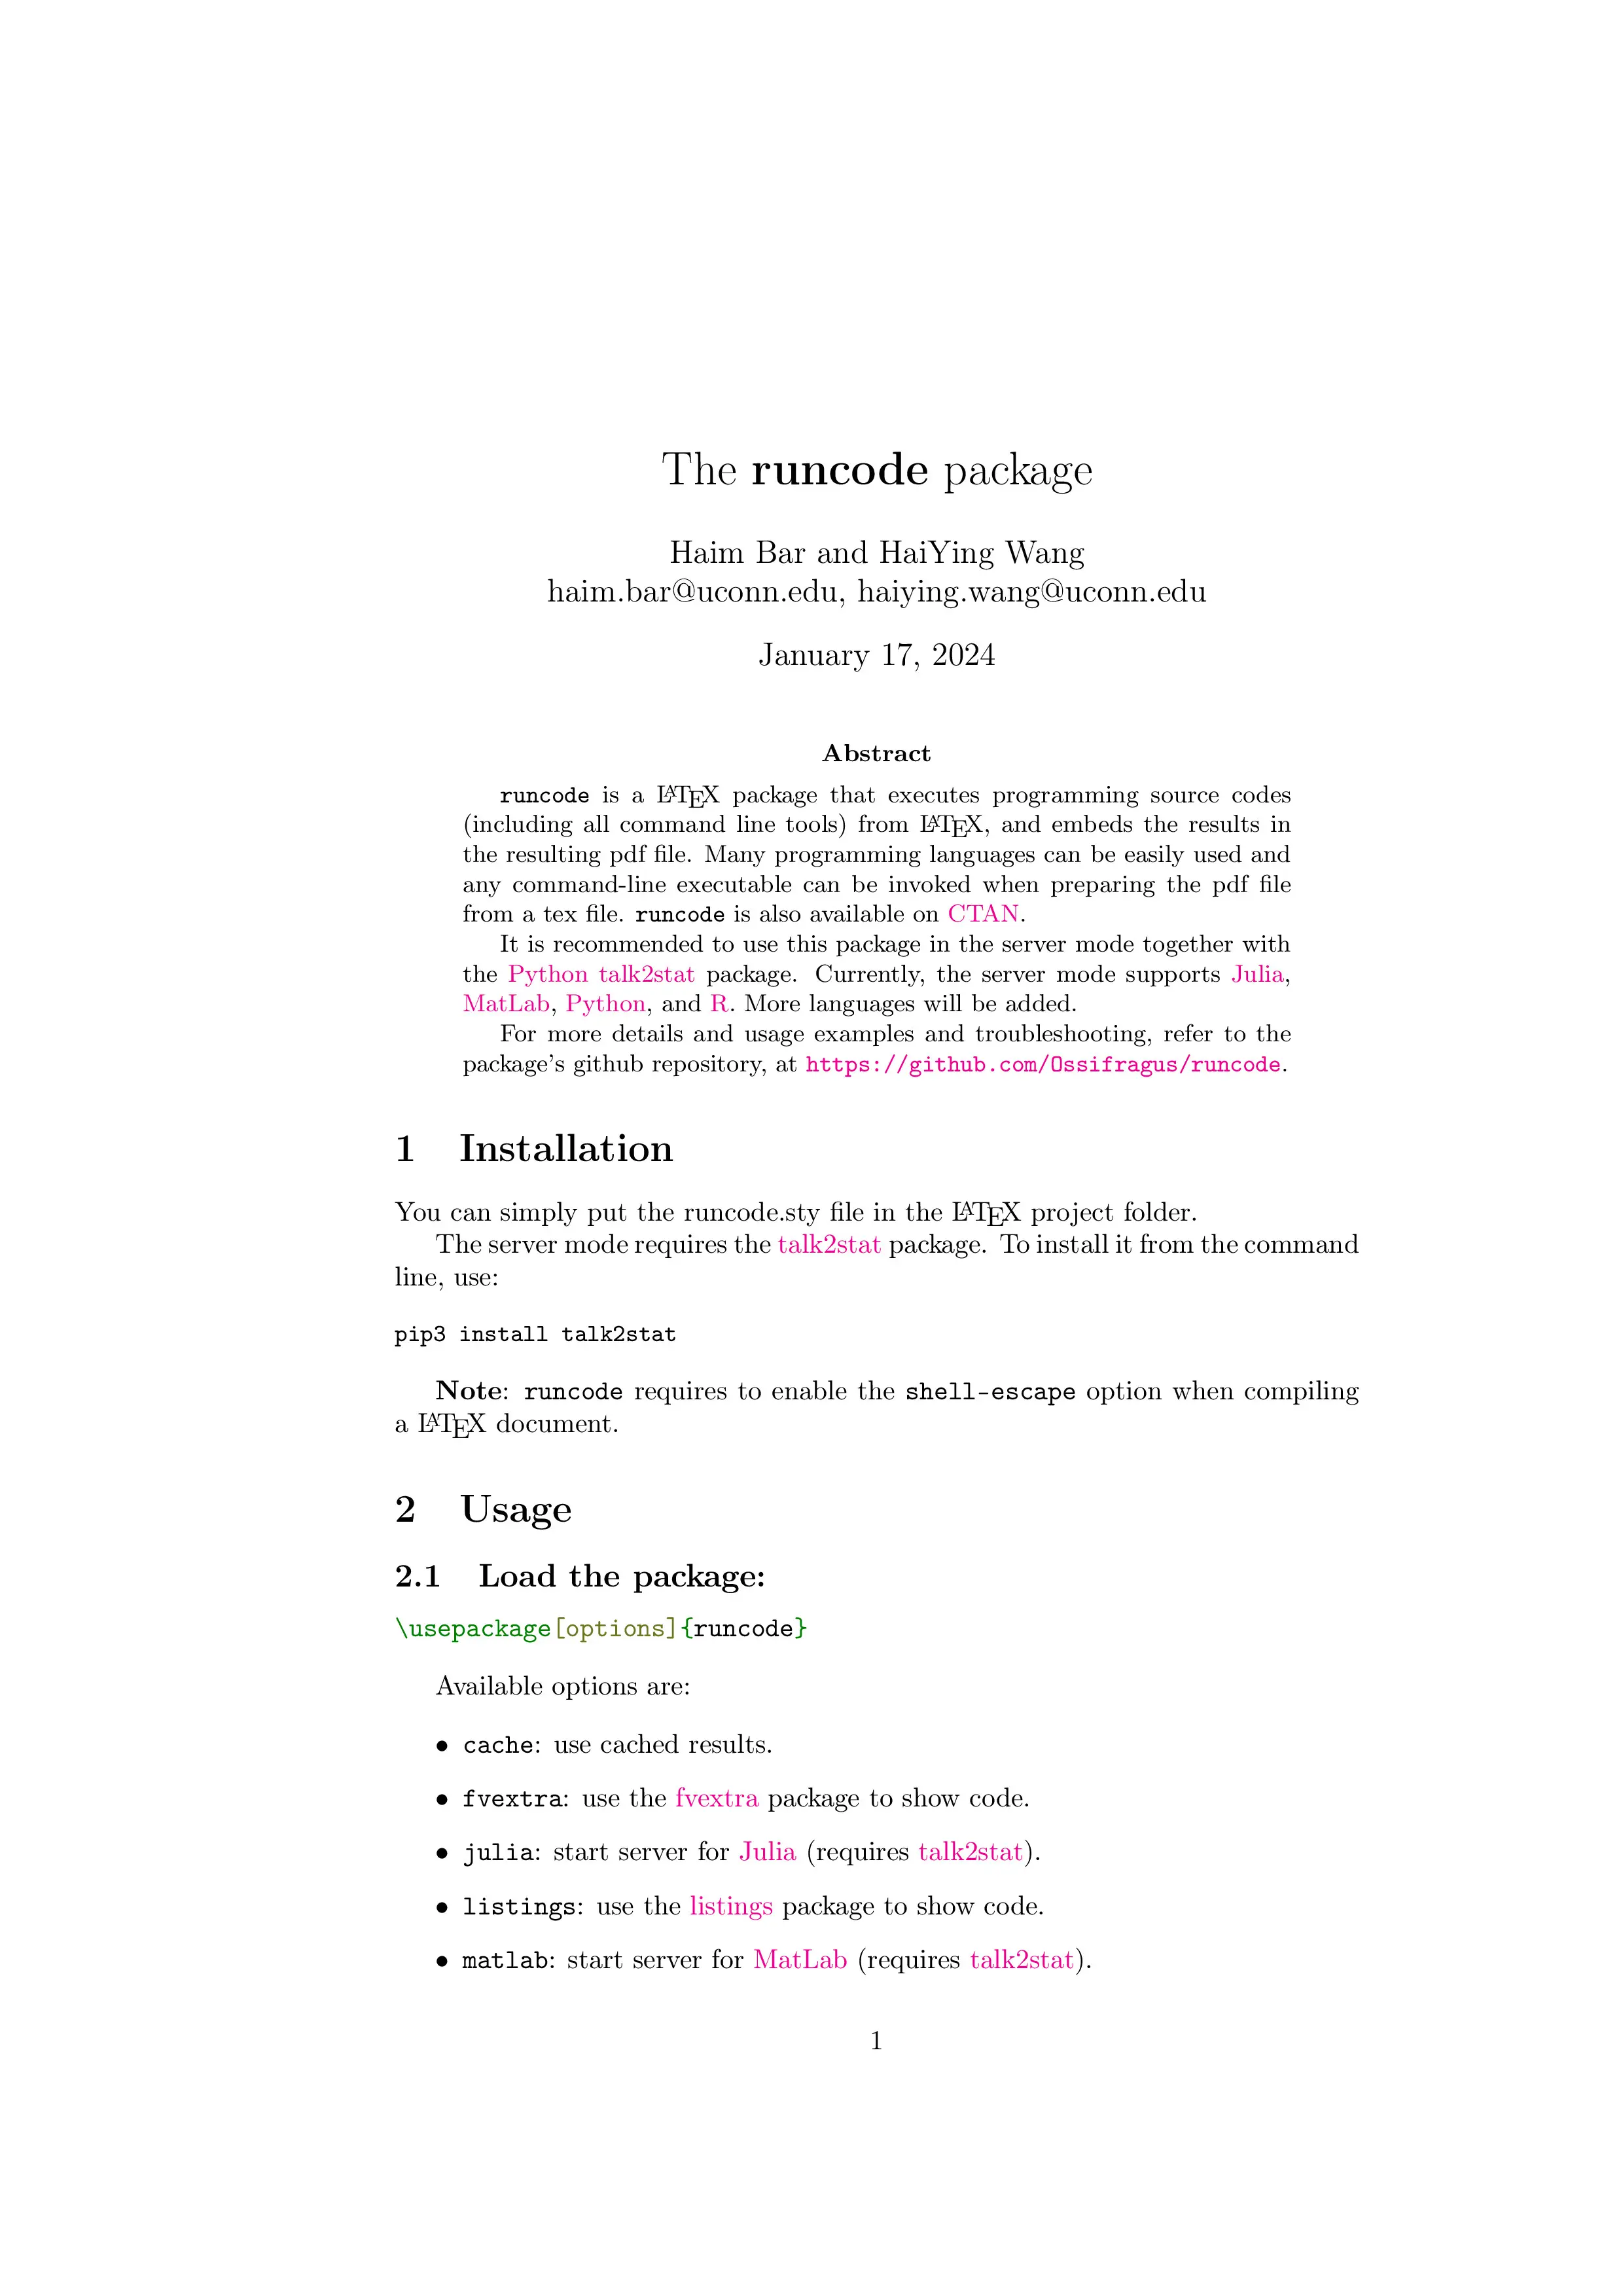 The runcode package
Haim Bar and HaiYing Wang
haim.bar@uconn.edu, haiying.wang@uconn.edu
January 17, 2024
Abstract
runcode is a LATEX package that executes programming source codes
(including all command line tools) from LATEX, and embeds the results in
the resulting pdf file. Many programming languages can be easily used and
any command-line executable can be invoked when preparing the pdf file
from a tex file. runcode is also available on CTAN.
It is recommended to use this package in the server mode together with
the Python talk2stat package. Currently, the server mode supports Julia,
MatLab, Python, and R. More languages will be added.
For more details and usage examples and troubleshooting, refer to the
package's github repository, at https://github.com/Ossifragus/runcode.
1 Installation
You can simply put the runcode.sty file in the LATEX project folder.
The server mode requires the talk2stat package. To install it from the command
line, use:
pip3 install talk2stat
Note: runcode requires to enable the shell-escape option when compiling
a LATEX document.
2 Usage
2.1 Load the package:
\usepackage[options]{runcode}
Available options are:
• cache: use cached results.
• fvextra: use the fvextra package to show code.
• julia: start server for Julia (requires talk2stat).
• listings: use the listings package to show code.
• matlab: start server for MatLab (requires talk2stat).
1